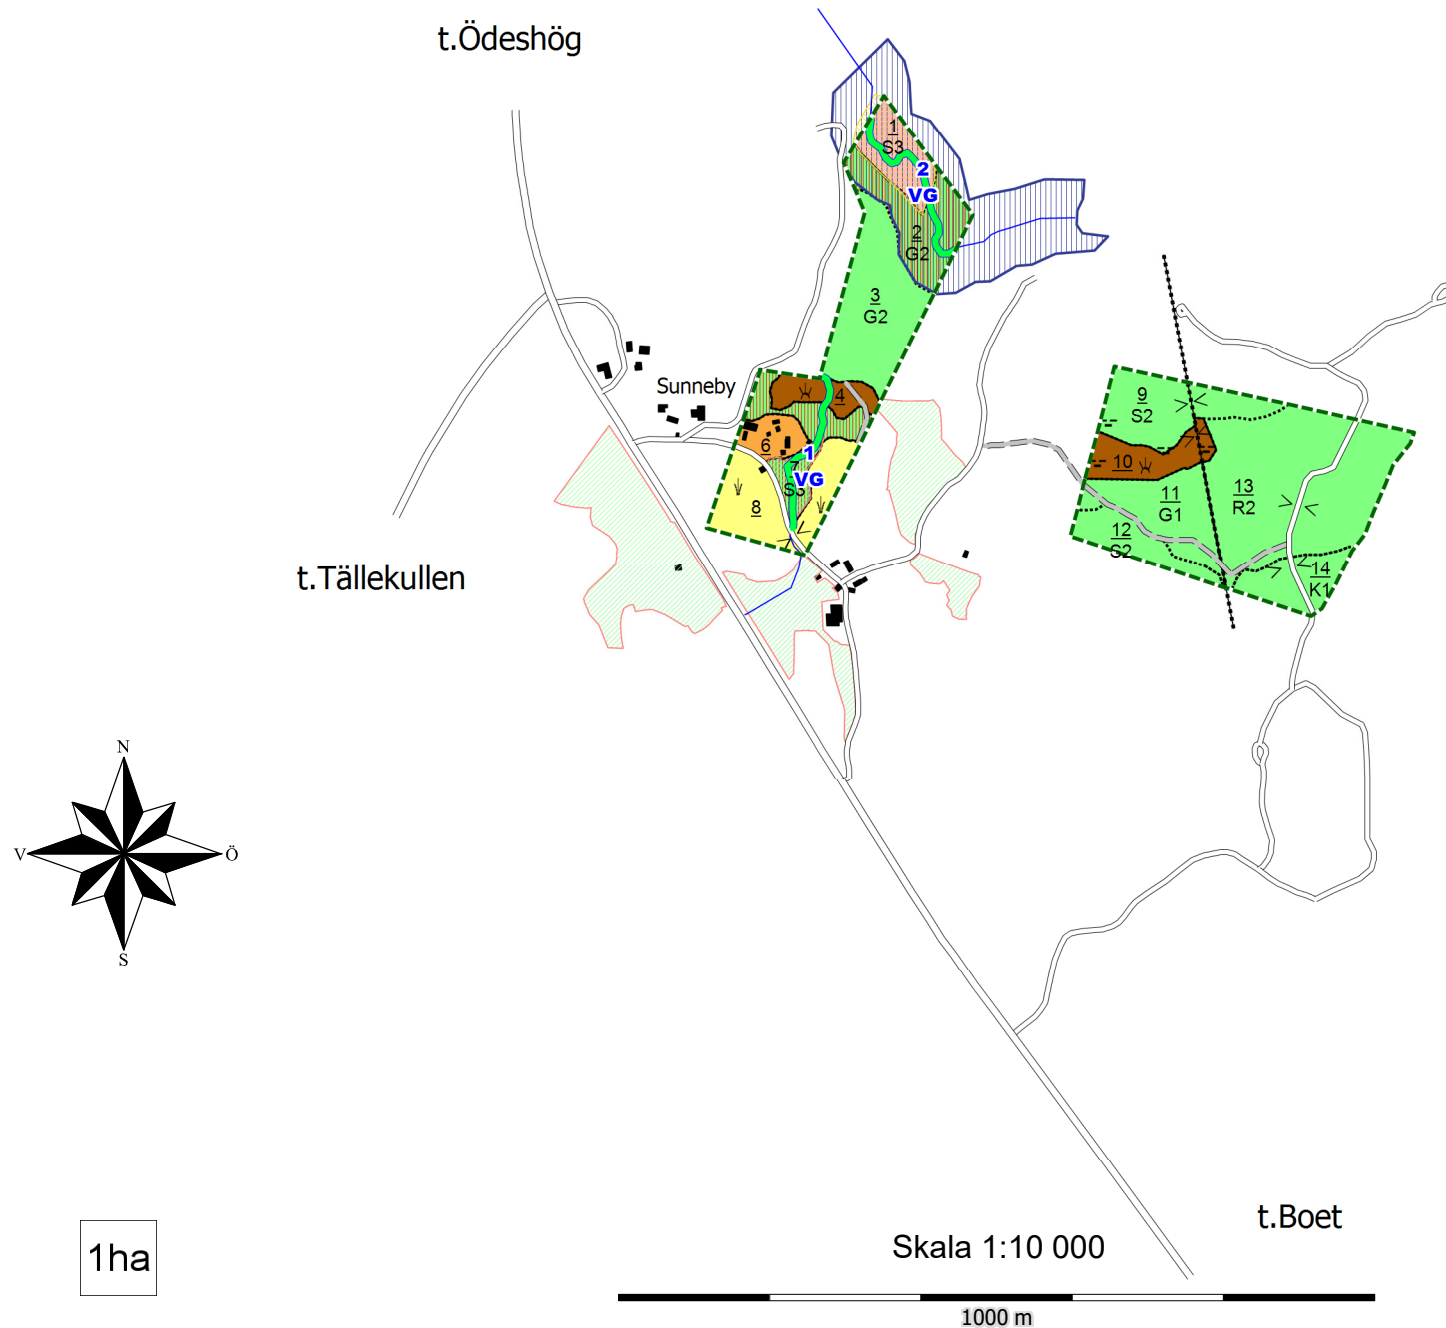 t.Ödeshög
1
S3
2
VG
2
G2
3
G2
Sunneby
4
6
1
VG
7
S3
8
9
S2
10
11
G1
13
R2
12
S2
14
K1
t.Tällekullen
N
V
Ö
S
t.Boet
Skala 1:10 000
1ha
1000 m